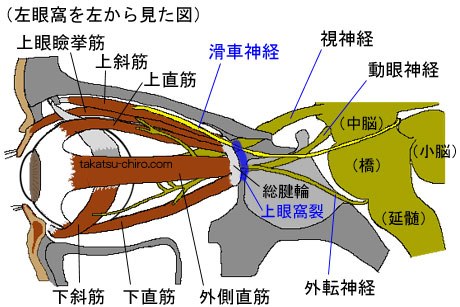 （左眼窩を左から見た図）
上眼瞼挙筋
上斜筋
上直筋
滑車神経
視神経
動眼神経
（中脳）
（橋）
（小脳）
（延髄）
takatsu-chiro.com
総腱輪
上眼窩裂
下斜筋
下直筋
外側直筋
外転神経